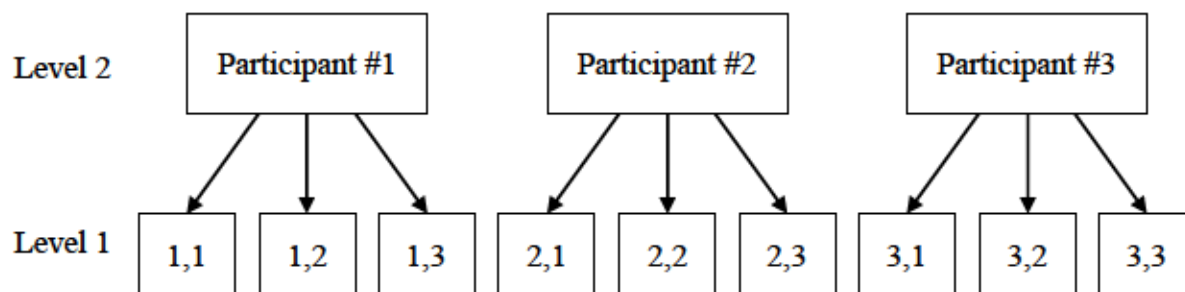 Level 2
Participant #1
Participant #2
Participant #3
Level 1
1,1
1,2
1,3
2,1
2,2
2,3
3,1
3,2
3,3